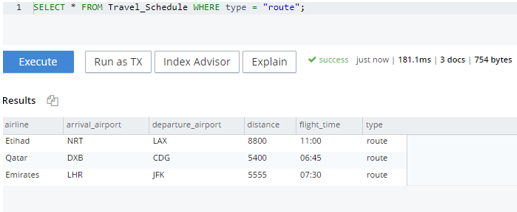 1 SELECT * FROM Travel_Schedule WHERE type = "route";
Execute Run as TX Index Advisor Explain success just now | 181.1ms | 3 docs | 754 bytes
Results
airline arrival_airport departure_airport distance flight_time type
Etihad NRT LAX 8800 11:00 route
Qatar DXB CDG 5400 06:45 route
Emirates LHR JFK 5555 07:30 route